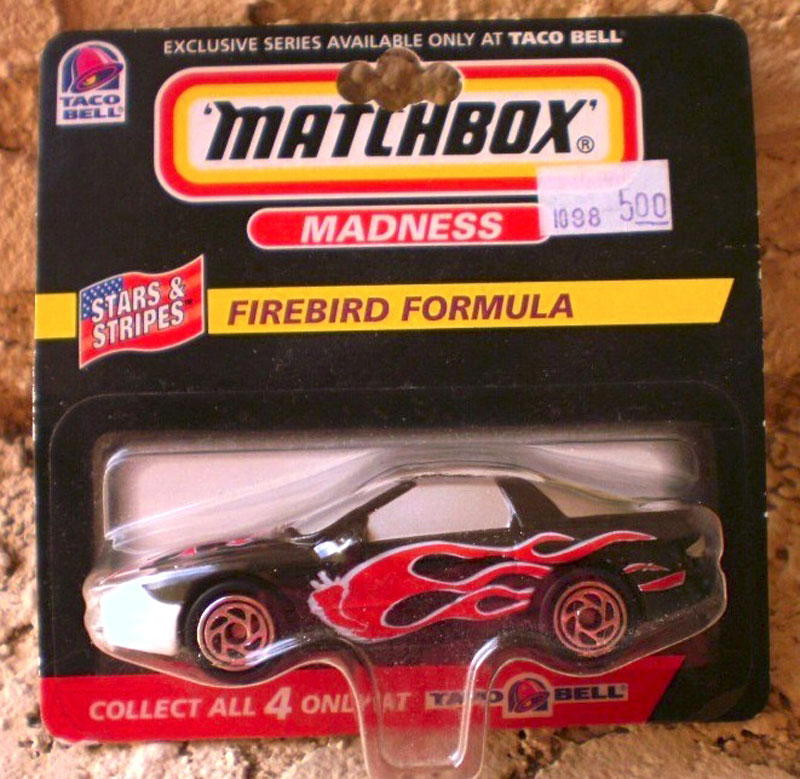 EXCLUSIVE SERIES AVAILABLE ONLY AT TACO BELL
TACO
BELL
'MATCHBOX'®
MADNESS
1098 500
STARS &
STRIPES™
FIREBIRD FORMULA
COLLECT ALL 4 ONLY AT TACO BELL